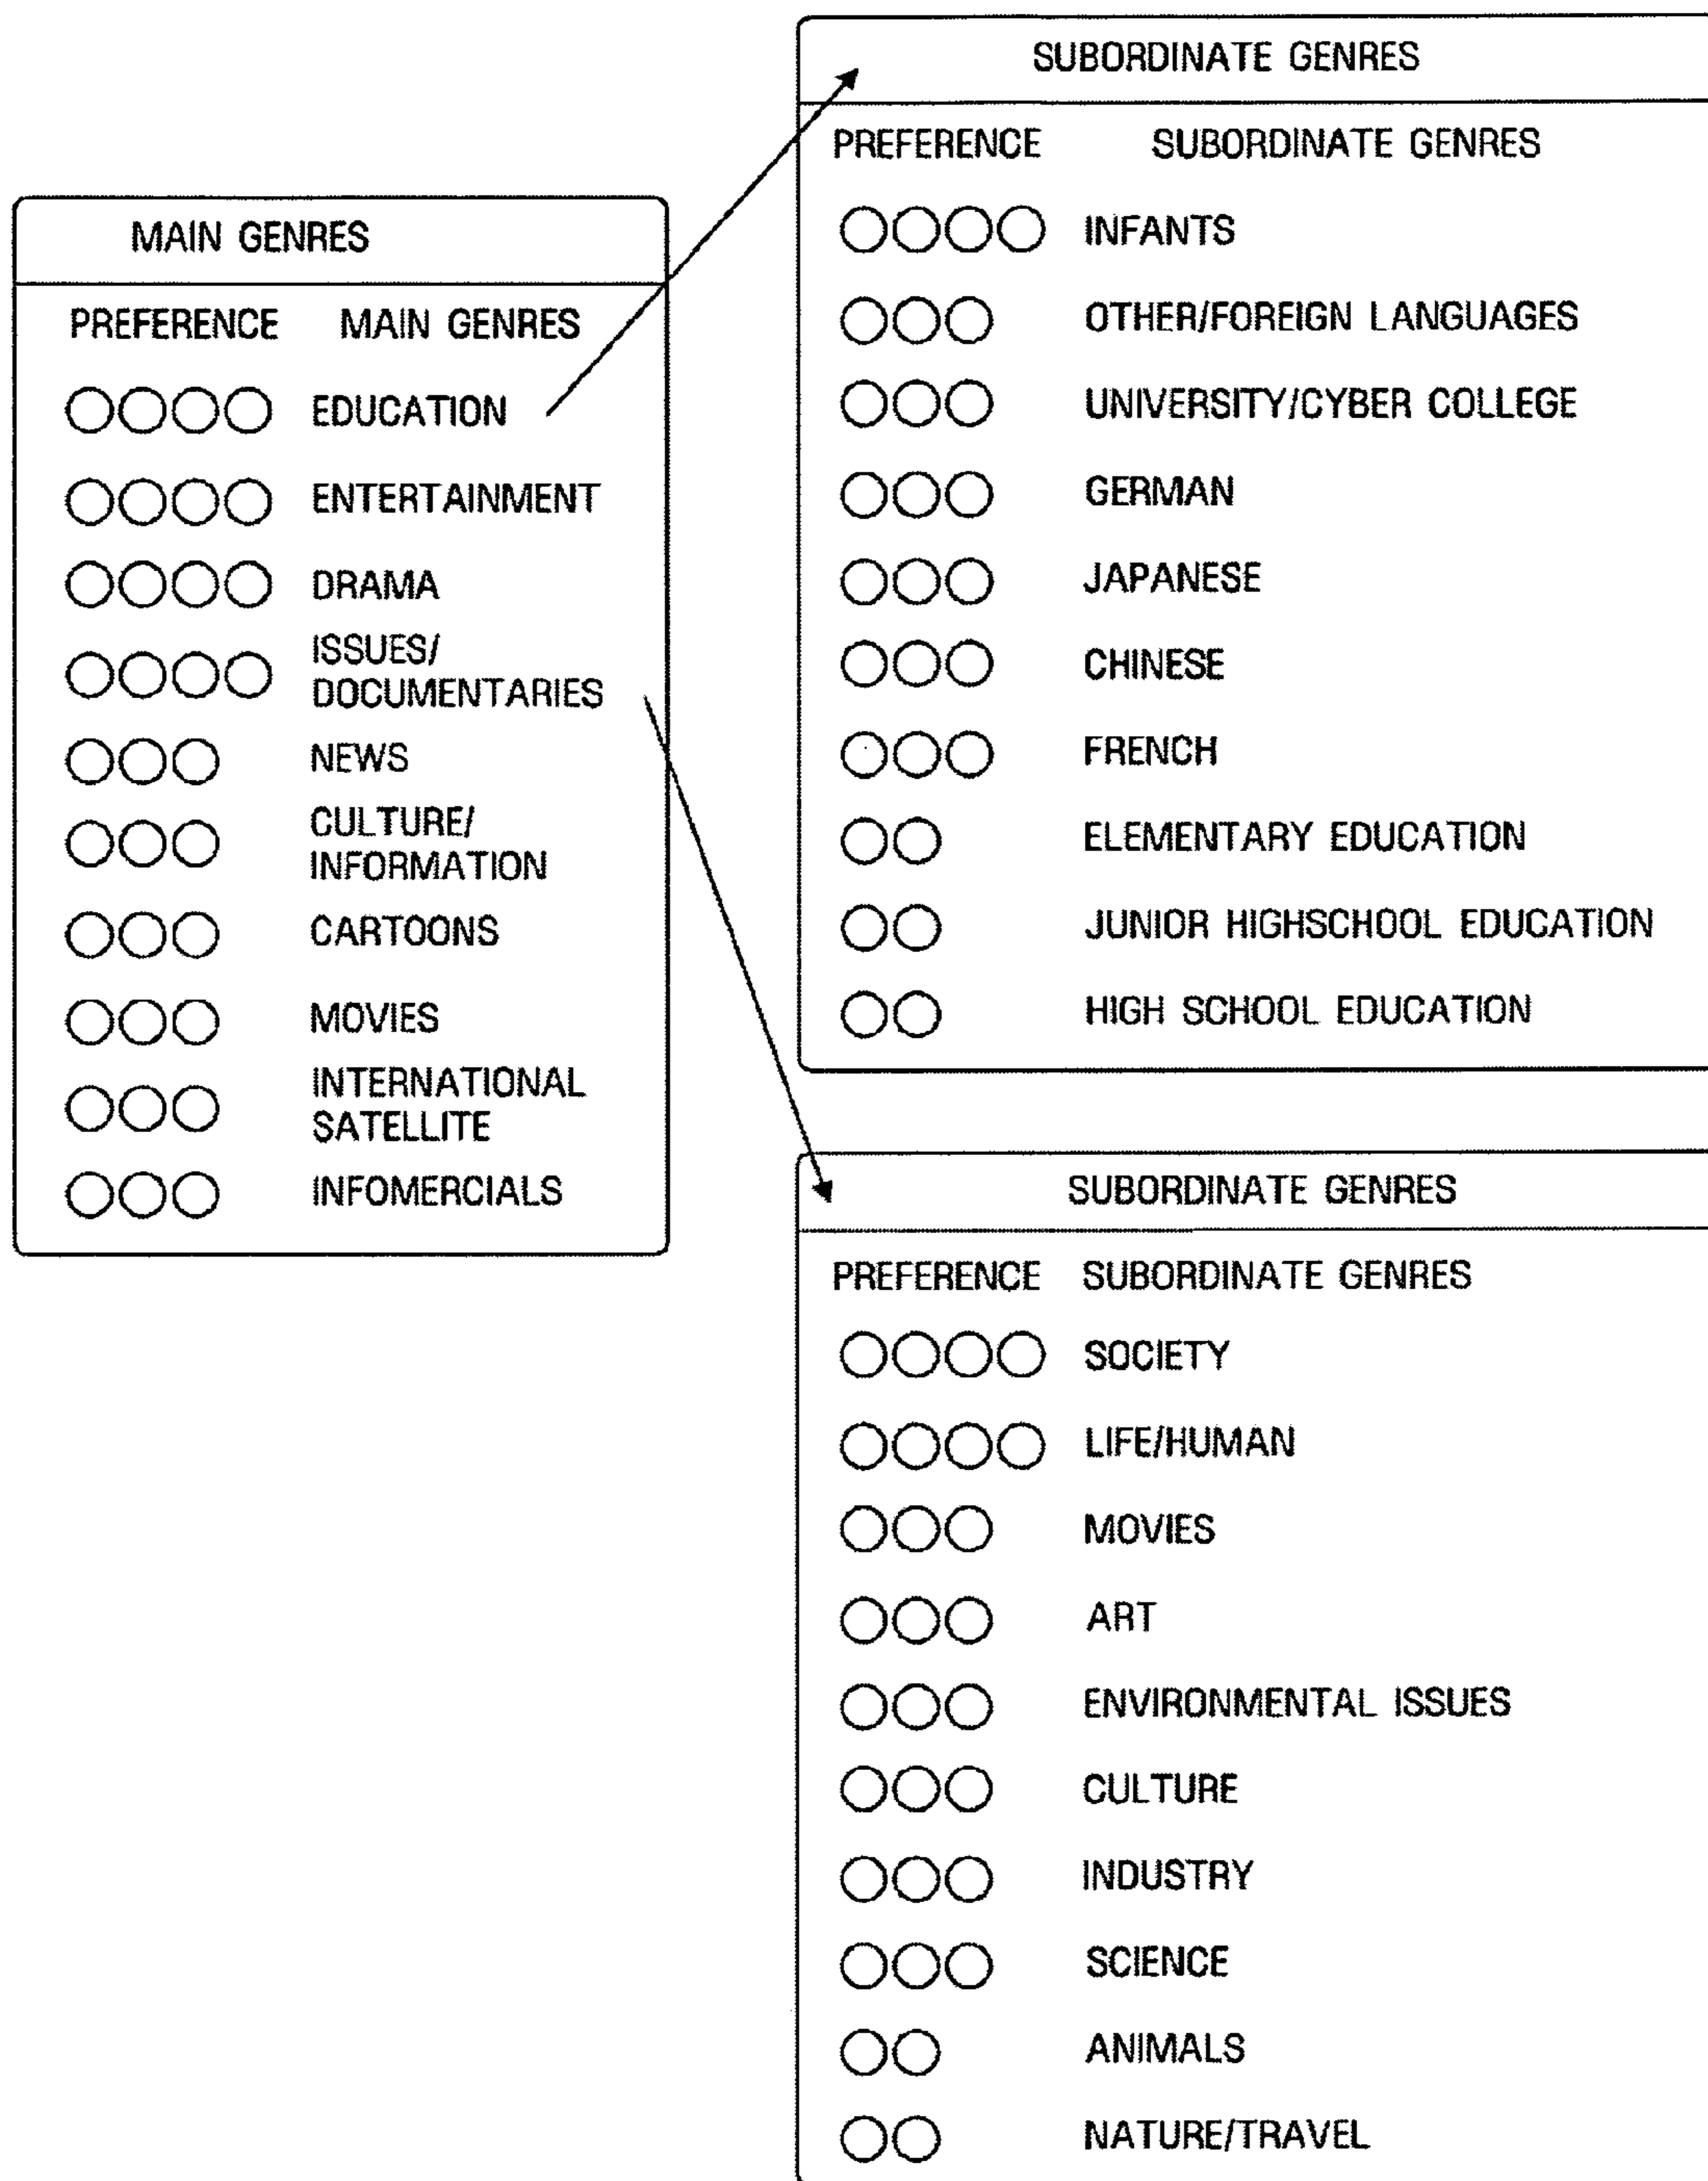 MAIN GENRES
PREFERENCE MAIN GENRES
EDUCATION
ENTERTAINMENT
DRAMA
ISSUES/
DOCUMENTARIES
NEWS
CULTURE/
INFORMATION
CARTOONS
MOVIES
INTERNATIONAL
SATELLITE
INFOMERCIALS
SUBORDINATE GENRES
PREFERENCE SUBORDINATE GENRES
INFANTS
OTHER/FOREIGN LANGUAGES
UNIVERSITY/CYBER COLLEGE
GERMAN
JAPANESE
CHINESE
FRENCH
ELEMENTARY EDUCATION
JUNIOR HIGHSCHOOL EDUCATION
HIGH SCHOOL EDUCATION
SUBORDINATE GENRES
PREFERENCE SUBORDINATE GENRES
SOCIETY
LIFE/HUMAN
MOVIES
ART
ENVIRONMENTAL ISSUES
CULTURE
INDUSTRY
SCIENCE
ANIMALS
NATURE/TRAVEL